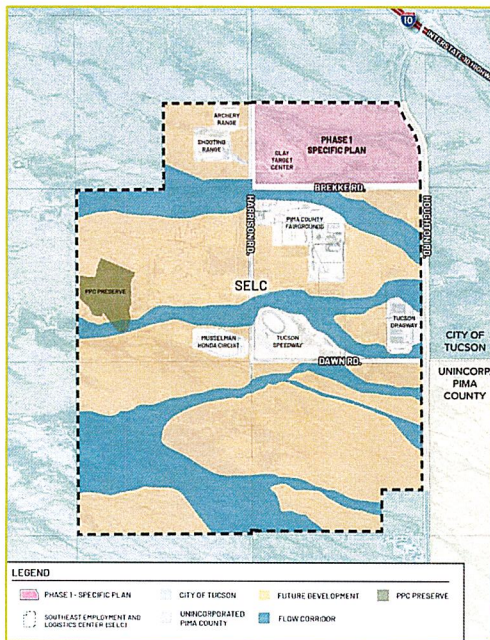 10
INTERSTATE 10 HIGHWAY
ARCHERY
RANGE
SHOOTING
RANGE
PHASE 1
SPECIFIC PLAN
CLAY
TARGET
CENTER
BREKKE RD.
HARRISON RD.
HOUGHTON RD.
PIMA COUNTY
FAIRGROUNDS
SELC
PPC PRESERVE
MUSSELMAN
HONDA CIRCUIT
TUCSON
SPEEDWAY
TUCSON
DRAGWAY
DAWN RD.
CITY OF
TUCSON
UNINCORP.
PIMA
COUNTY
LEGEND
PHASE 1 - SPECIFIC PLAN
CITY OF TUCSON
FUTURE DEVELOPMENT
PPC PRESERVE
SOUTHEAST EMPLOYMENT AND
LOGISTICS CENTER (SELC)
UNINCORPORATED
PIMA COUNTY
FLOW CORRIDOR